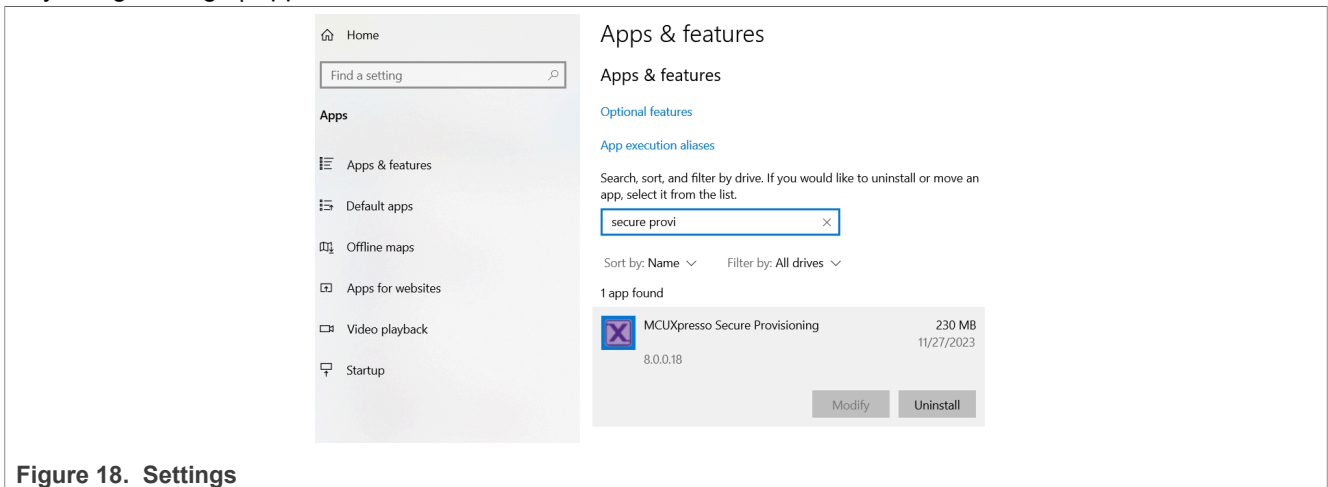 Home
Find a setting
Apps
Apps & features
Default apps
Offline maps
Apps for websites
Video playback
Startup
Apps & features
Apps & features
Optional features
App execution aliases
Search, sort, and filter by drive. If you would like to uninstall or move an
app, select it from the list.
secure provi
Sort by: Name Filter by: All drives
1 app found
MCUXpresso Secure Provisioning 230 MB
11/27/2023
8.0.0.18
Modify Uninstall
Figure 18. Settings